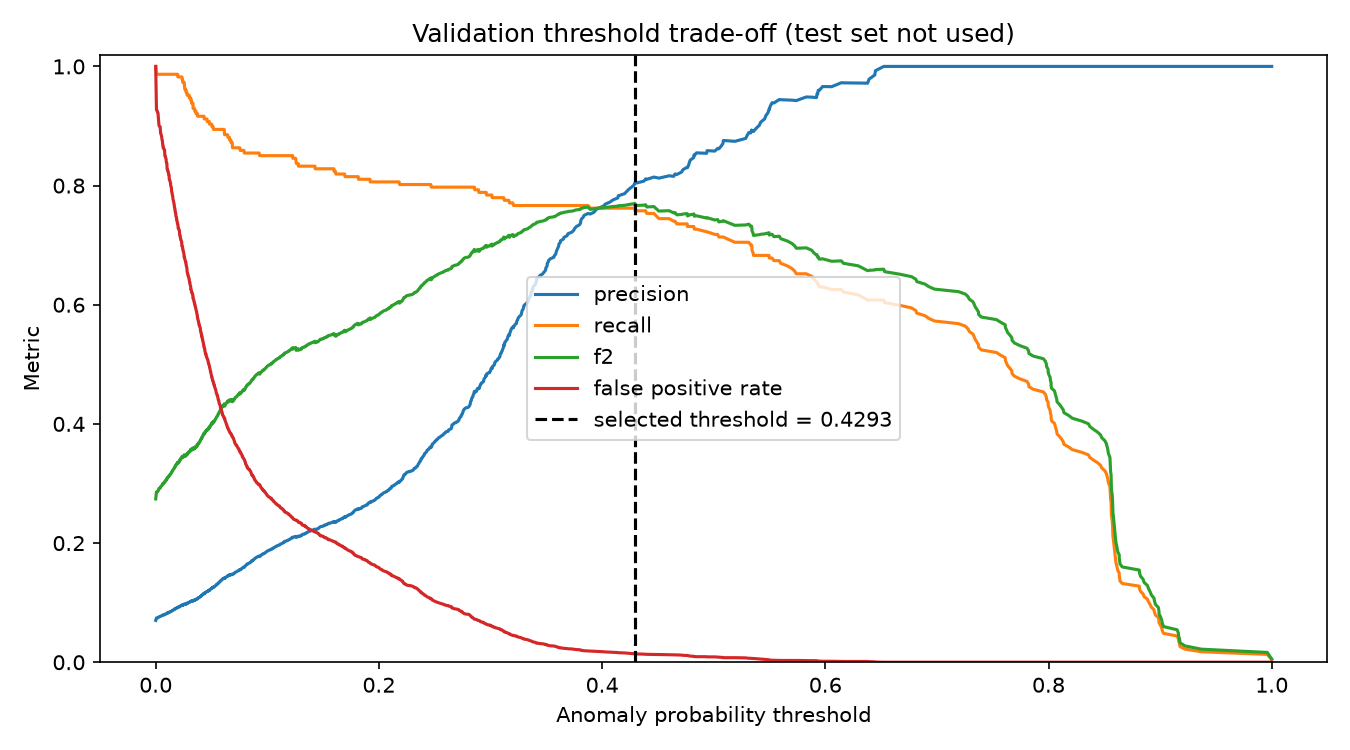 Validation threshold trade-off (test set not used)
1.0
0.8
0.6
0.4
0.2
0.0
Metric
precision
recall
f2
false positive rate
selected threshold = 0.4293
0.0 0.2 0.4 0.6 0.8 1.0
Anomaly probability threshold